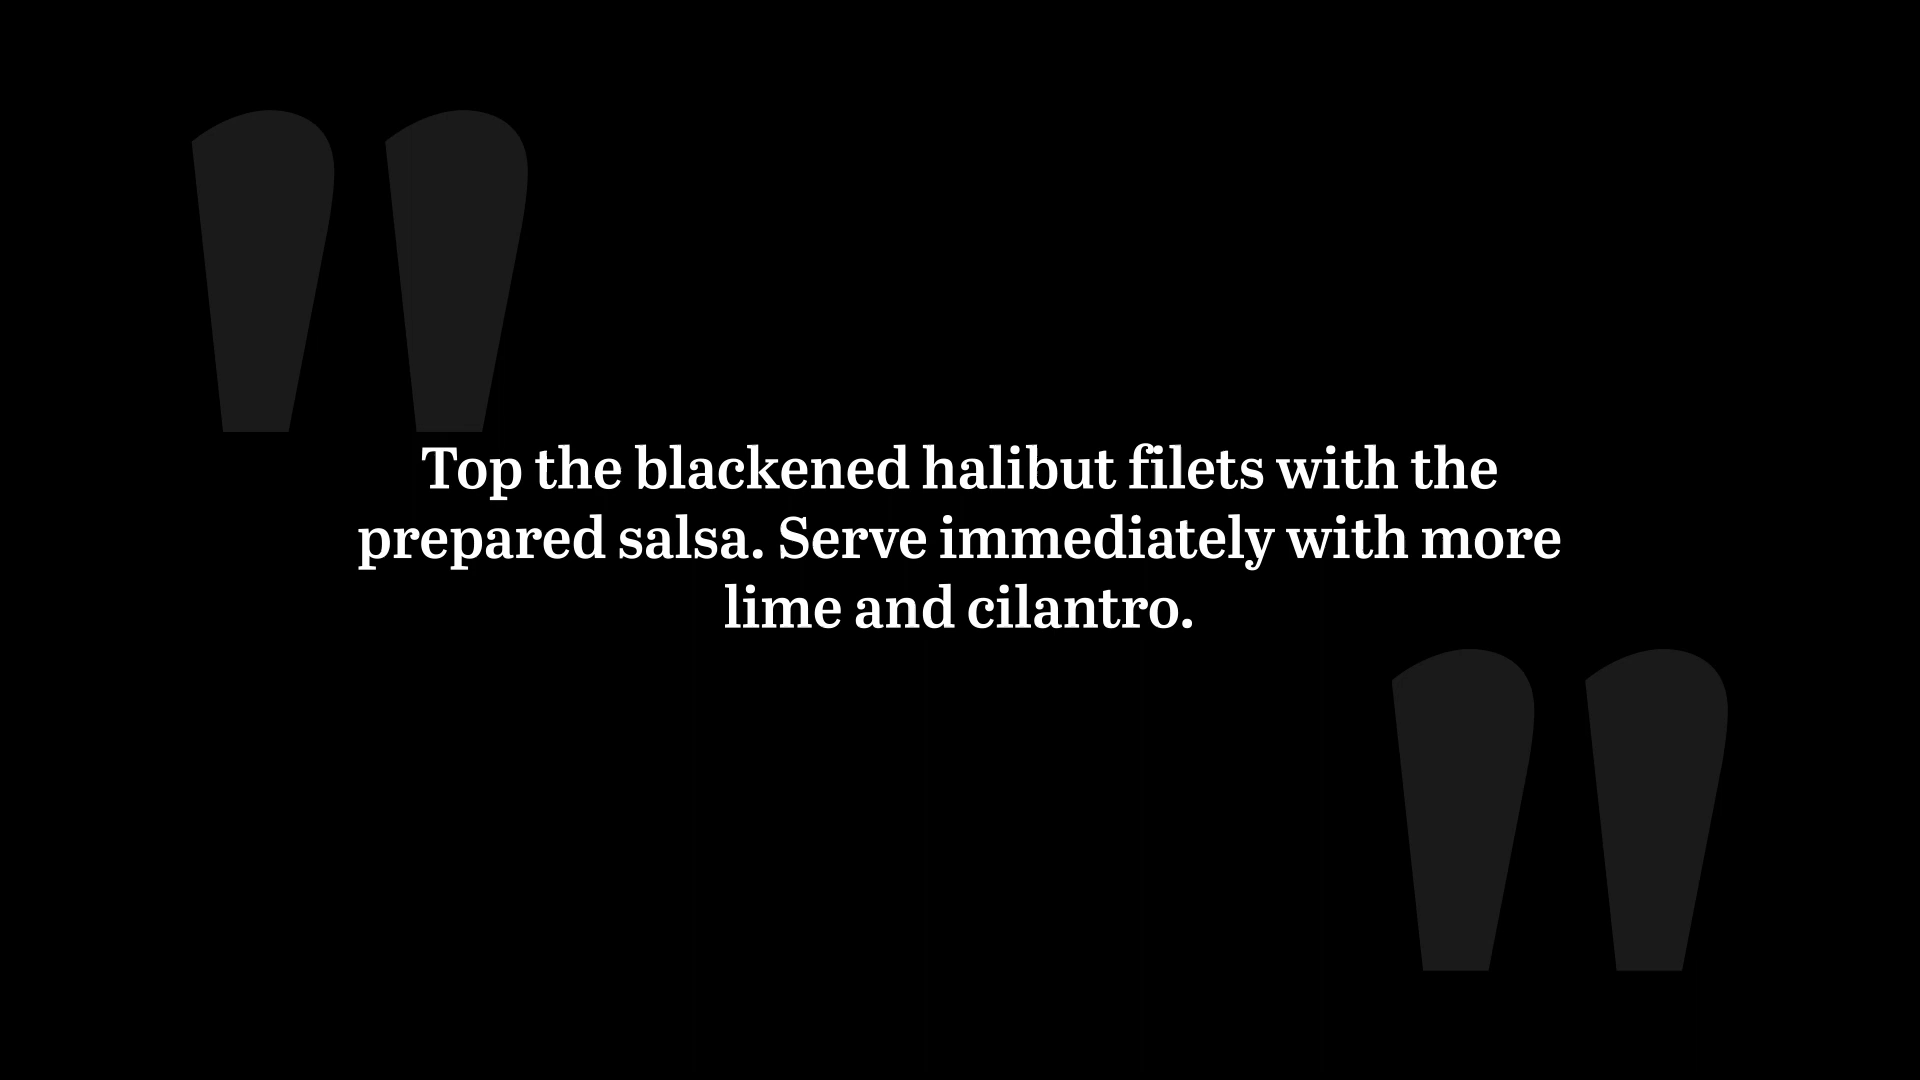 Top the blackened halibut filets with the
prepared salsa. Serve immediately with more
lime and cilantro.